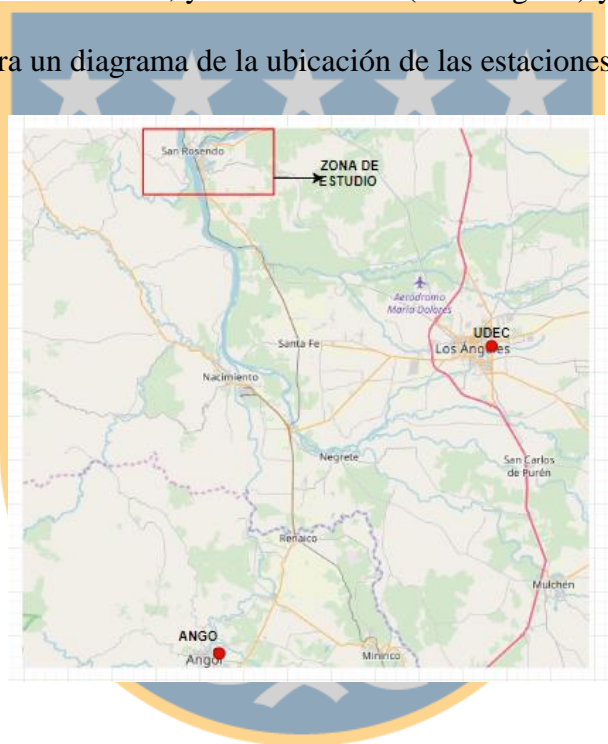 ra un diagrama de la ubicación de las estaciones
San Rosendo
ZONA DE
ESTUDIO
Aeródromo
María Dolores
UDEC
Los Ángeles
Santa Fe
Nacimiento
Negrete
San Carlos
de Purén
Renaico
Mulchén
ANGO
Angol
Mininco